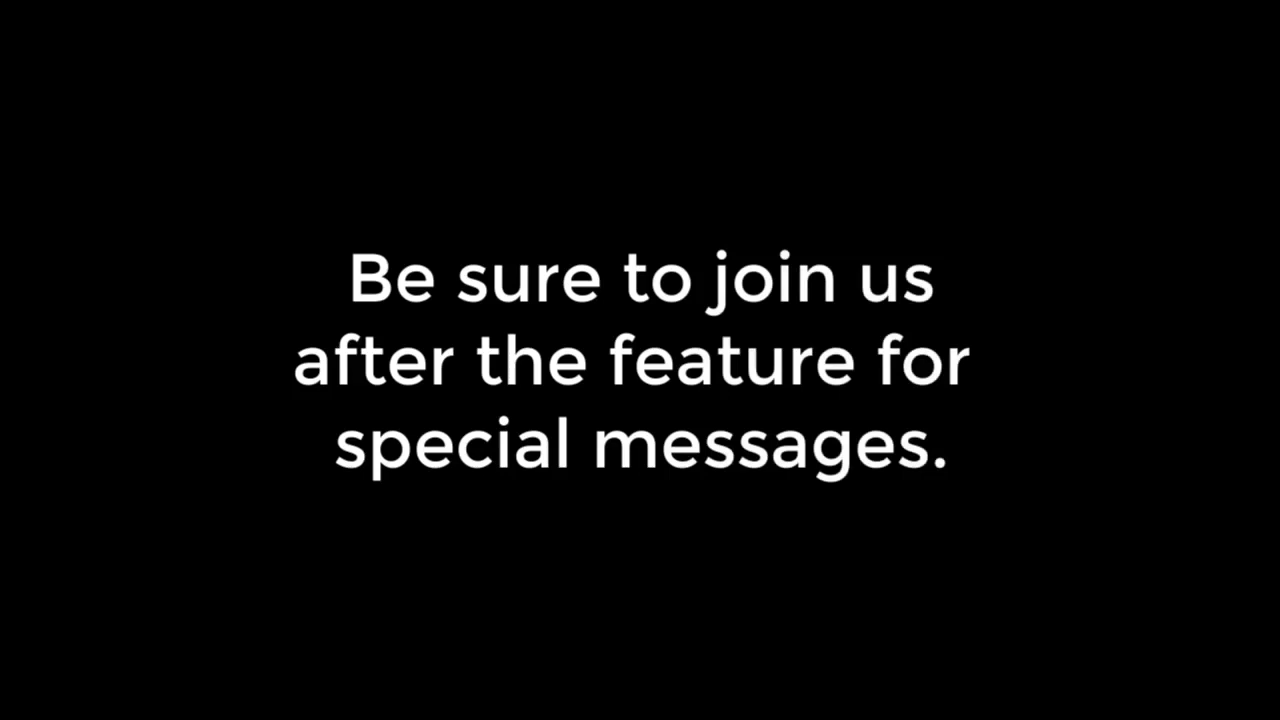 Be sure to join us
after the feature for
special messages.